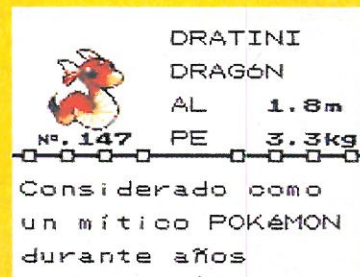 DRATINI
DRAGóN
AL 1.8m
Nº.147 PE 3.3kg
Considerado como
un mítico POKéMON
durante años